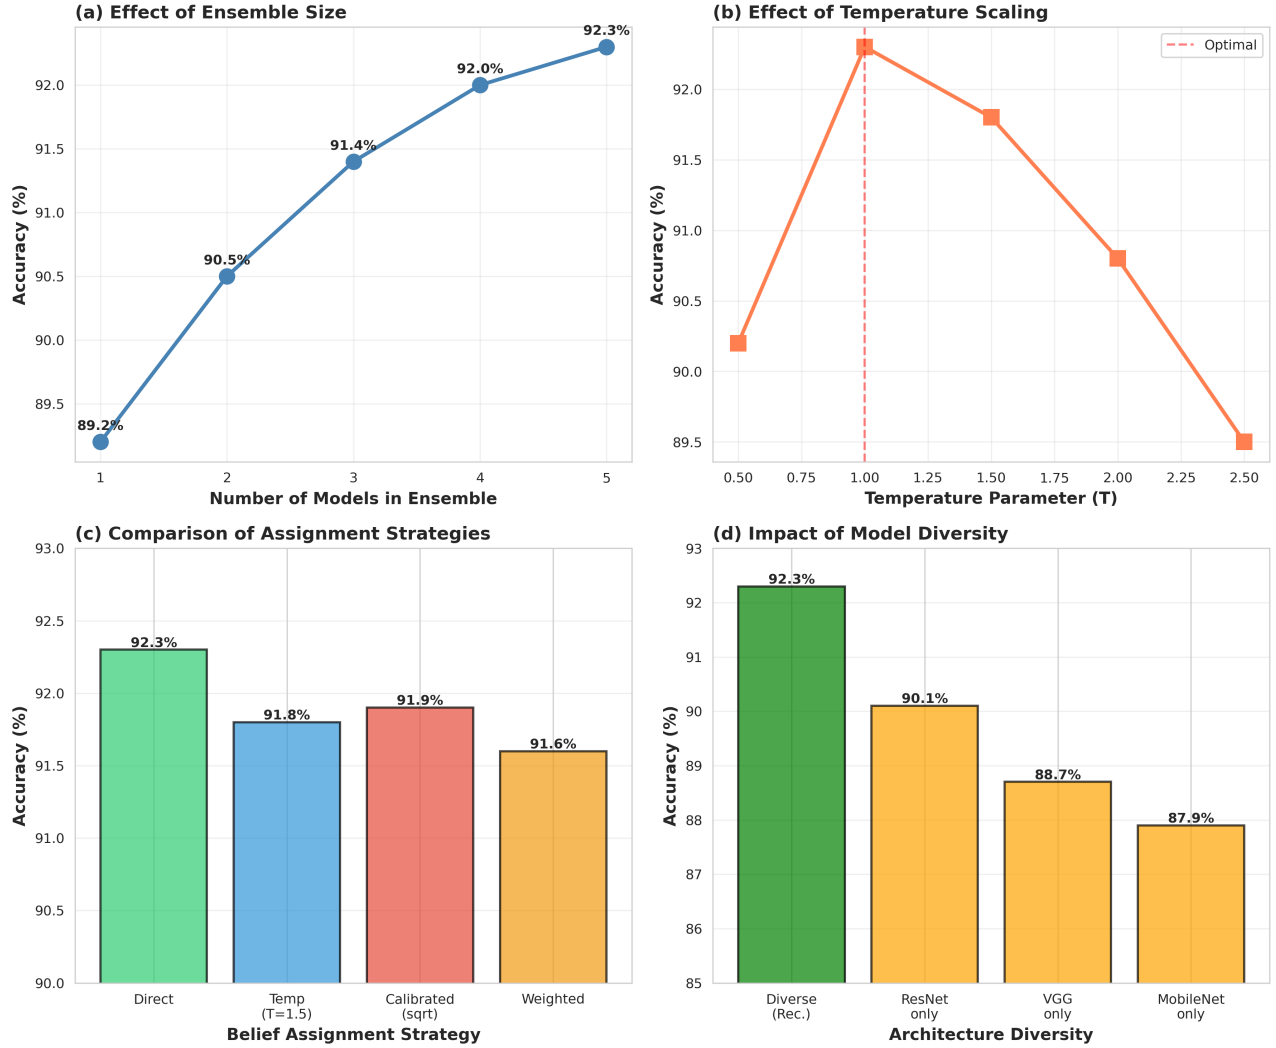 (a) Effect of Ensemble Size
92.3%
92.0%
91.4%
90.5%
89.2%
92.0
91.5
91.0
90.5
90.0
89.5
Accuracy (%)
1 2 3 4 5
Number of Models in Ensemble
(b) Effect of Temperature Scaling
Optimal
92.0
91.5
91.0
90.5
90.0
89.5
Accuracy (%)
0.50 0.75 1.00 1.25 1.50 1.75 2.00 2.25 2.50
Temperature Parameter (T)
(c) Comparison of Assignment Strategies
93.0
92.5
92.0
91.5
91.0
90.5
90.0
Accuracy (%)
92.3%
91.8%
91.9%
91.6%
Direct
Temp
(T=1.5)
Calibrated
(sqrt)
Weighted
Belief Assignment Strategy
(d) Impact of Model Diversity
93
92
91
90
89
88
87
86
85
Accuracy (%)
92.3%
90.1%
88.7%
87.9%
Diverse
(Rec.)
ResNet
only
VGG
only
MobileNet
only
Architecture Diversity